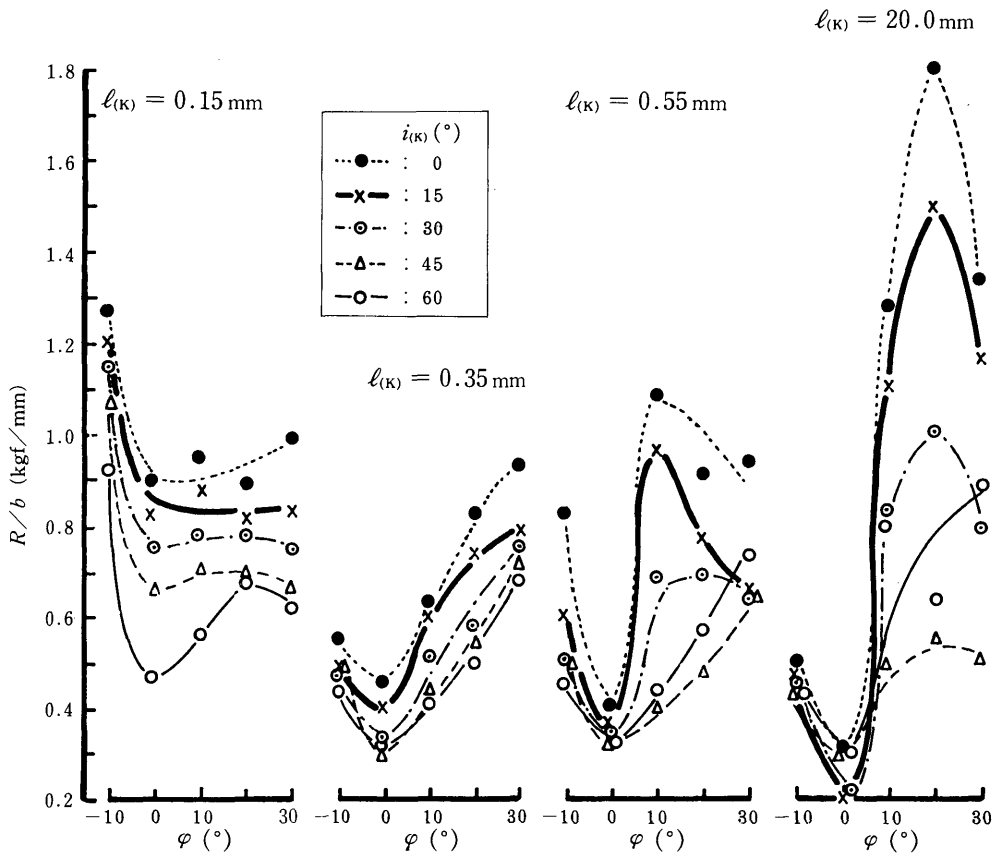 ℓ(K) = 20.0 mm
ℓ(K) = 0.15 mm
ℓ(K) = 0.55 mm
ℓ(K) = 0.35 mm
i(K) (°)
: 0
: 15
: 30
: 45
: 60
R/b (kgf/mm)
1.8
1.6
1.4
1.2
1.0
0.8
0.6
0.4
0.2
−10 0 10 30
φ (°)
−10 0 10 30
φ (°)
−10 0 10 30
φ (°)
−10 0 10 30
φ (°)